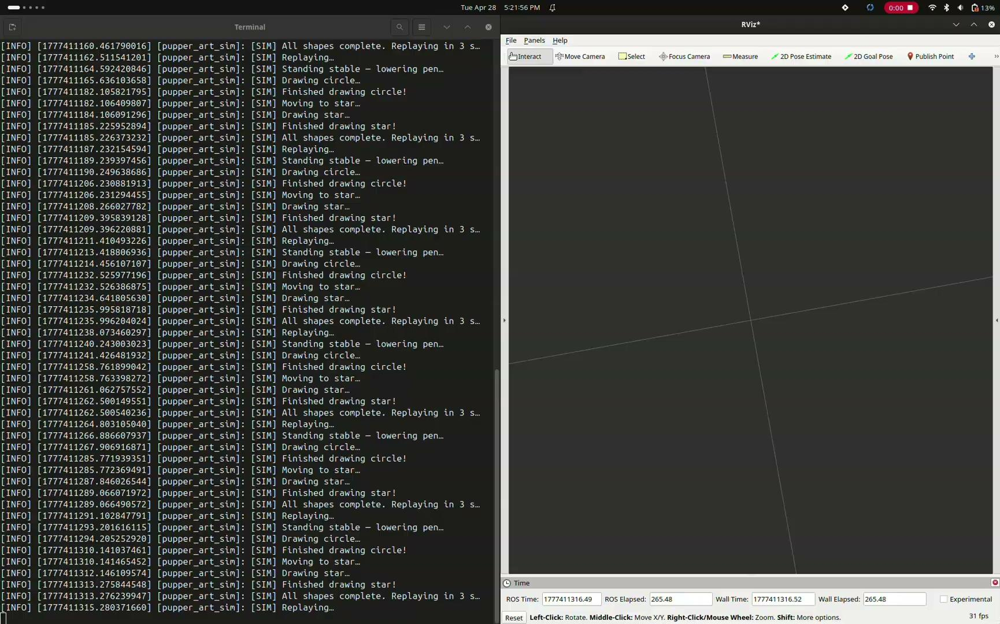 Tue Apr 28 5:21:56 PM
0:00
13%
Terminal
[INFO] [1777411160.461790016] [pupper_art_sim]: [SIM] All shapes complete. Replaying in 3 s…
[INFO] [1777411162.511541201] [pupper_art_sim]: [SIM] Replaying…
[INFO] [1777411164.592420846] [pupper_art_sim]: [SIM] Standing stable — lowering pen…
[INFO] [1777411165.636103658] [pupper_art_sim]: [SIM] Drawing circle…
[INFO] [1777411182.105821795] [pupper_art_sim]: [SIM] Finished drawing circle!
[INFO] [1777411182.106409807] [pupper_art_sim]: [SIM] Moving to star…
[INFO] [1777411184.106091296] [pupper_art_sim]: [SIM] Drawing star…
[INFO] [1777411185.225952894] [pupper_art_sim]: [SIM] Finished drawing star!
[INFO] [1777411185.226373232] [pupper_art_sim]: [SIM] All shapes complete. Replaying in 3 s…
[INFO] [1777411187.232154594] [pupper_art_sim]: [SIM] Replaying…
[INFO] [1777411189.239397456] [pupper_art_sim]: [SIM] Standing stable — lowering pen…
[INFO] [1777411190.249638686] [pupper_art_sim]: [SIM] Drawing circle…
[INFO] [1777411206.230881913] [pupper_art_sim]: [SIM] Finished drawing circle!
[INFO] [1777411206.231294455] [pupper_art_sim]: [SIM] Moving to star…
[INFO] [1777411208.266027782] [pupper_art_sim]: [SIM] Drawing star…
[INFO] [1777411209.395839128] [pupper_art_sim]: [SIM] Finished drawing star!
[INFO] [1777411209.396220881] [pupper_art_sim]: [SIM] All shapes complete. Replaying in 3 s…
[INFO] [1777411211.410493226] [pupper_art_sim]: [SIM] Replaying…
[INFO] [1777411213.418806936] [pupper_art_sim]: [SIM] Standing stable — lowering pen…
[INFO] [1777411214.456107107] [pupper_art_sim]: [SIM] Drawing circle…
[INFO] [1777411232.525977196] [pupper_art_sim]: [SIM] Finished drawing circle!
[INFO] [1777411232.526386875] [pupper_art_sim]: [SIM] Moving to star…
[INFO] [1777411234.641805630] [pupper_art_sim]: [SIM] Drawing star…
[INFO] [1777411235.995818718] [pupper_art_sim]: [SIM] Finished drawing star!
[INFO] [1777411235.996204024] [pupper_art_sim]: [SIM] All shapes complete. Replaying in 3 s…
[INFO] [1777411238.073460297] [pupper_art_sim]: [SIM] Replaying…
[INFO] [1777411240.243003023] [pupper_art_sim]: [SIM] Standing stable — lowering pen…
[INFO] [1777411241.426481932] [pupper_art_sim]: [SIM] Drawing circle…
[INFO] [1777411258.761899042] [pupper_art_sim]: [SIM] Finished drawing circle!
[INFO] [1777411258.763398272] [pupper_art_sim]: [SIM] Moving to star…
[INFO] [1777411261.062757552] [pupper_art_sim]: [SIM] Drawing star…
[INFO] [1777411262.500149551] [pupper_art_sim]: [SIM] Finished drawing star!
[INFO] [1777411262.500540236] [pupper_art_sim]: [SIM] All shapes complete. Replaying in 3 s…
[INFO] [1777411264.803105040] [pupper_art_sim]: [SIM] Replaying…
[INFO] [1777411266.886607937] [pupper_art_sim]: [SIM] Standing stable — lowering pen…
[INFO] [1777411267.906916871] [pupper_art_sim]: [SIM] Drawing circle…
[INFO] [1777411285.771939351] [pupper_art_sim]: [SIM] Finished drawing circle!
[INFO] [1777411285.772369491] [pupper_art_sim]: [SIM] Moving to star…
[INFO] [1777411287.846026544] [pupper_art_sim]: [SIM] Drawing star…
[INFO] [1777411289.066071972] [pupper_art_sim]: [SIM] Finished drawing star!
[INFO] [1777411289.066490572] [pupper_art_sim]: [SIM] All shapes complete. Replaying in 3 s…
[INFO] [1777411291.102847791] [pupper_art_sim]: [SIM] Replaying…
[INFO] [1777411293.201616115] [pupper_art_sim]: [SIM] Standing stable — lowering pen…
[INFO] [1777411294.205252920] [pupper_art_sim]: [SIM] Drawing circle…
[INFO] [1777411310.141037461] [pupper_art_sim]: [SIM] Finished drawing circle!
[INFO] [1777411310.141465452] [pupper_art_sim]: [SIM] Moving to star…
[INFO] [1777411312.146109574] [pupper_art_sim]: [SIM] Drawing star…
[INFO] [1777411313.275844548] [pupper_art_sim]: [SIM] Finished drawing star!
[INFO] [1777411313.276239947] [pupper_art_sim]: [SIM] All shapes complete. Replaying in 3 s…
[INFO] [1777411315.280371660] [pupper_art_sim]: [SIM] Replaying…
RViz*
File Panels Help
Interact Move Camera Select Focus Camera Measure 2D Pose Estimate 2D Goal Pose Publish Point
Time
ROS Time: 1777411316.49 ROS Elapsed: 265.48 Wall Time: 1777411316.52 Wall Elapsed: 265.48 Experimental
Reset Left-Click: Rotate. Middle-Click: Move X/Y. Right-Click/Mouse Wheel: Zoom. Shift: More options. 31 fps